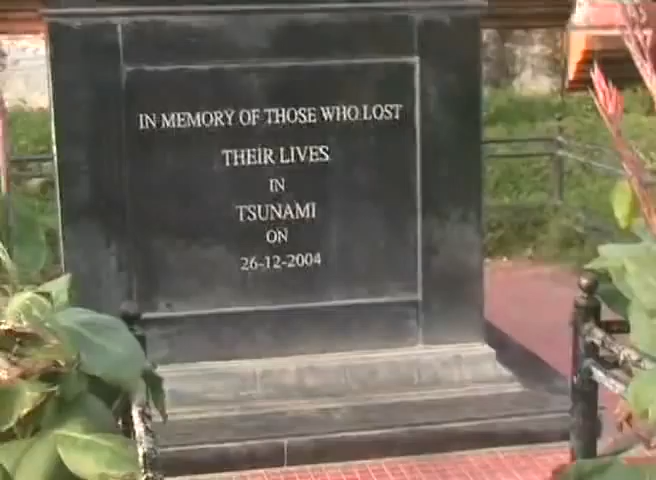 IN MEMORY OF THOSE WHO LOST
THEIR LIVES
IN
TSUNAMI
ON
26-12-2004